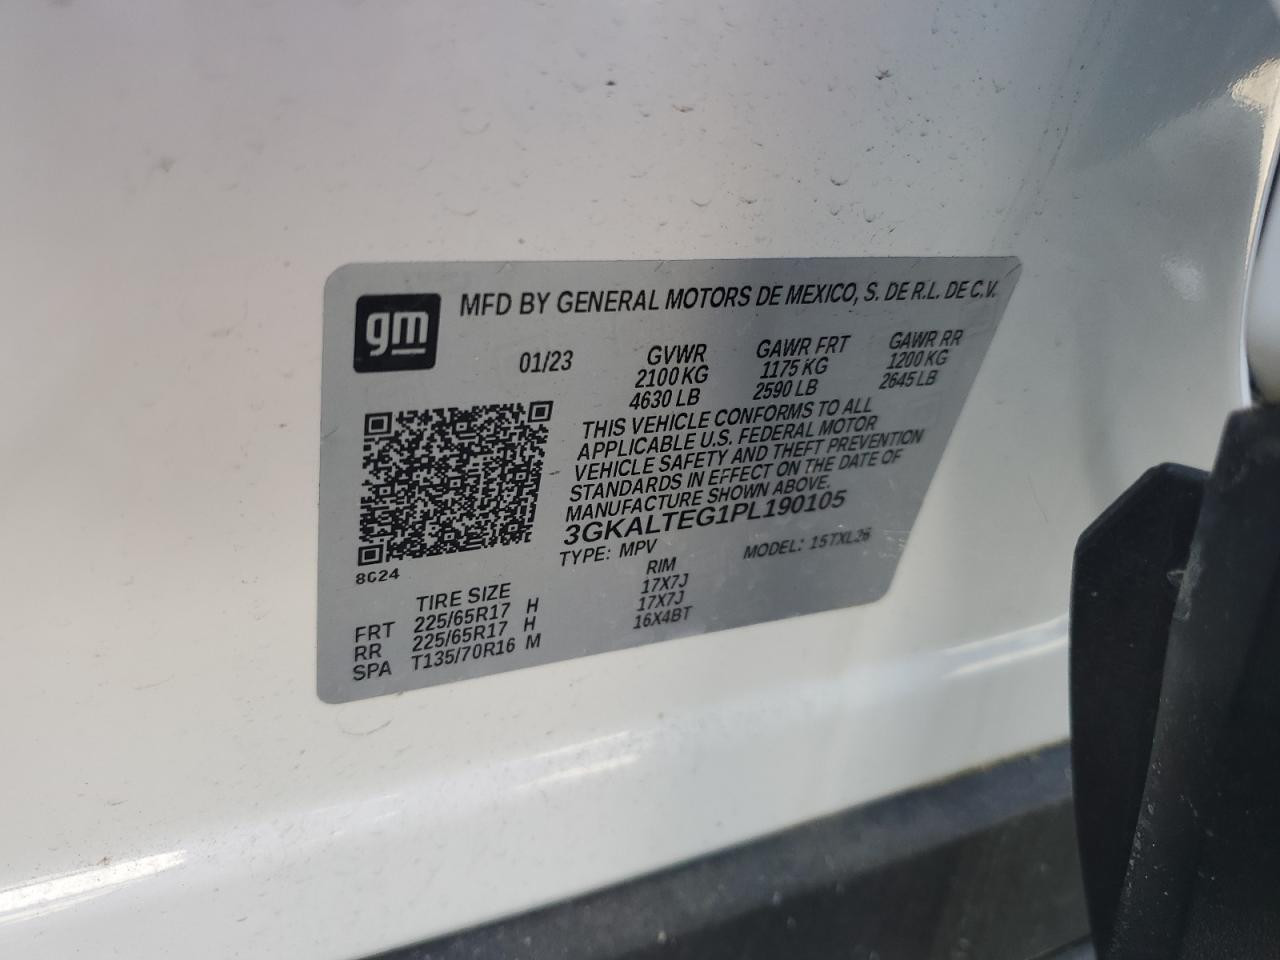 gm
MFD BY GENERAL MOTORS DE MEXICO, S. DE R.L. DE C.V.
01/23 GVWR GAWR FRT GAWR RR
2100 KG 1175 KG 1200 KG
4630 LB 2590 LB 2645 LB
THIS VEHICLE CONFORMS TO ALL
APPLICABLE U.S. FEDERAL MOTOR
VEHICLE SAFETY AND THEFT PREVENTION
STANDARDS IN EFFECT ON THE DATE OF
MANUFACTURE SHOWN ABOVE.
3GKALTEG1PL190105
TYPE: MPV MODEL: 15TXL26
8G24
TIRE SIZE RIM
FRT 225/65R17 H 17X7J
RR 225/65R17 H 17X7J
SPA T135/70R16 M 16X4BT